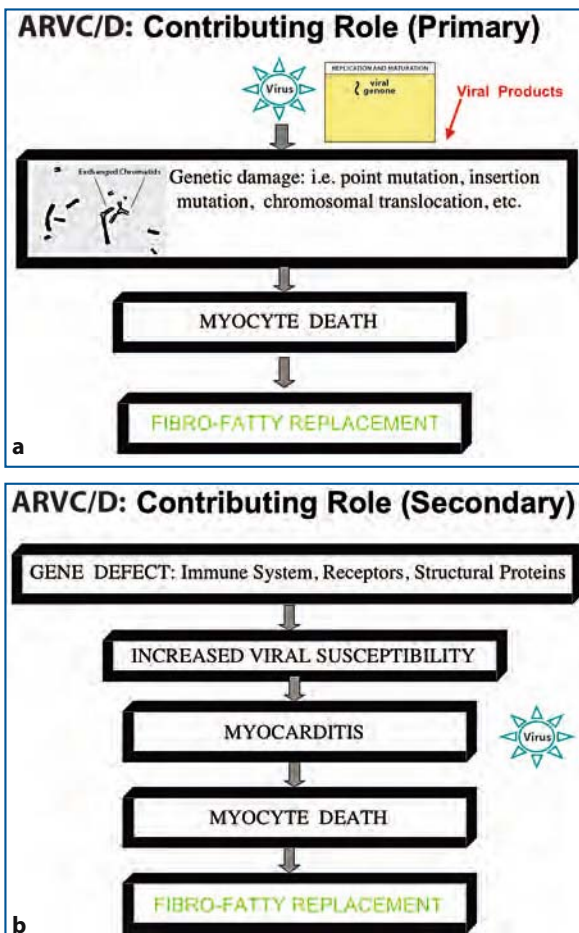 ARVC/D: Contributing Role (Primary)
Virus
REPLICATION AND MATURATION
viral
genone
Viral Products
Exchanged Chromatids
Genetic damage: i.e. point mutation, insertion
mutation, chromosomal translocation, etc.
MYOCYTE DEATH
FIBRO-FATTY REPLACEMENT
a
ARVC/D: Contributing Role (Secondary)
GENE DEFECT: Immune System, Receptors, Structural Proteins
INCREASED VIRAL SUSCEPTIBILITY
MYOCARDITIS
Virus
MYOCYTE DEATH
FIBRO-FATTY REPLACEMENT
b